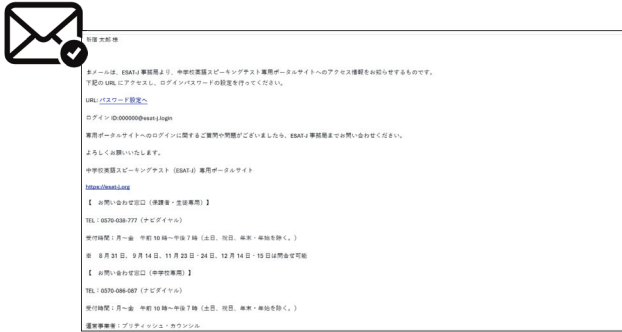 太郎 様
本メールは、ESAT-J 事務局より、中学校英語スピーキングテスト専用ポータルサイトへのアクセス情報をお知らせするものです。
下記の URL にアクセスし、ログインパスワードの設定を行ってください。
URL: パスワード設定へ
ログイン ID:000000@esat-j.login
専用ポータルサイトへのログインに関するご質問や問題がございましたら、ESAT-J 事務局までお問い合わせください。
よろしくお願いいたします。
中学校英語スピーキングテスト（ESAT-J）専用ポータルサイト
https://esat-j.org
【 お問い合わせ窓口（保護者・生徒専用）】
TEL：0570-038-777（ナビダイヤル）
受付時間：月～金 午前 10 時～午後 7 時（土日、祝日、年末・年始を除く。）
※ 8 月 31 日、9 月 14 日、11 月 23 日・24 日、12 月 14 日・15 日は問合せ可能
【 お問い合わせ窓口（中学校専用）】
TEL：0570-086-087（ナビダイヤル）
受付時間：月～金 午前 10 時～午後 7 時（土日、祝日、年末・年始を除く。）
運営事業者：ブリティッシュ・カウンシル